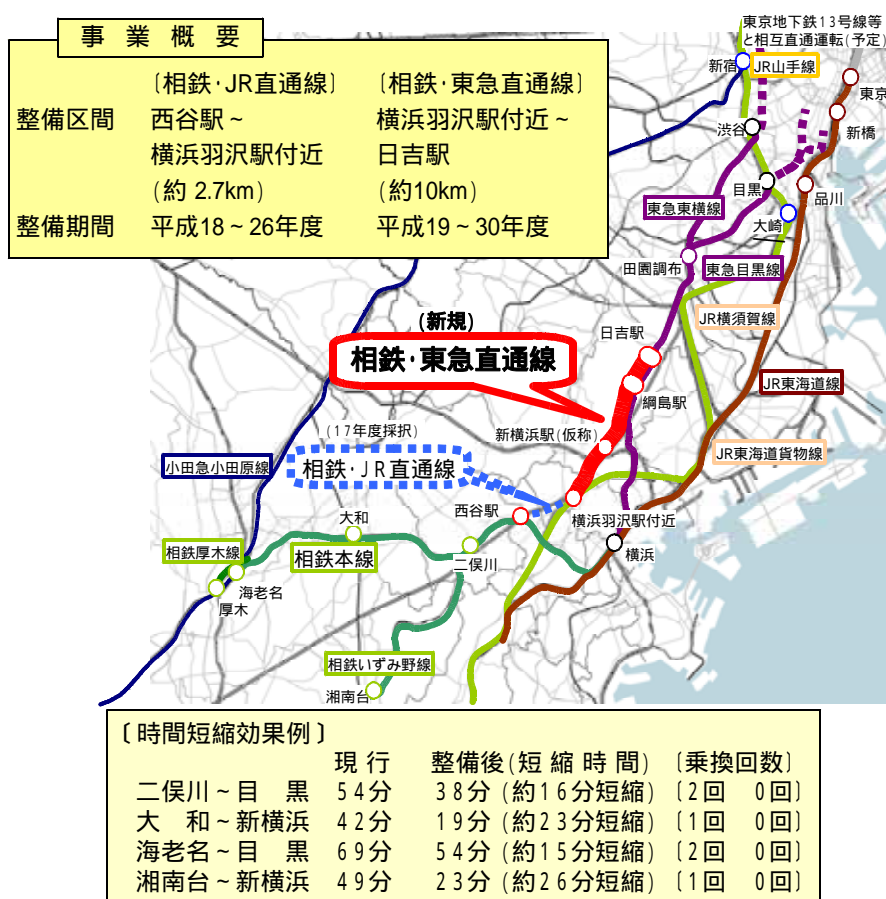 事業概要
〔相鉄・JR直通線〕 〔相鉄・東急直通線〕
整備区間 西谷駅~ 横浜羽沢駅付近~
横浜羽沢駅付近 日吉駅
(約 2.7km) (約10km)
整備期間 平成18~26年度 平成19~30年度
東京地下鉄13号線等
と相互直通運転(予定)
新宿
JR山手線
東京
新橋
渋谷
目黒
品川
東急東横線
大崎
田園調布
東急目黒線
JR横須賀線
(新規)
相鉄・東急直通線
日吉駅
JR東海道線
綱島駅
(17年度採択)
新横浜駅(仮称)
JR東海道貨物線
小田急小田原線
相鉄・JR直通線
西谷駅
横浜羽沢駅付近
大和
相鉄厚木線
相鉄本線
二俣川
横浜
海老名
厚木
相鉄いずみ野線
湘南台
〔時間短縮効果例〕
現行 整備後(短縮時間) 〔乗換回数〕
二俣川~目 黒 54分 38分(約16分短縮) 〔2回 0回〕
大 和~新横浜 42分 19分(約23分短縮) 〔1回 0回〕
海老名~目 黒 69分 54分(約15分短縮) 〔2回 0回〕
湘南台~新横浜 49分 23分(約26分短縮) 〔1回 0回〕